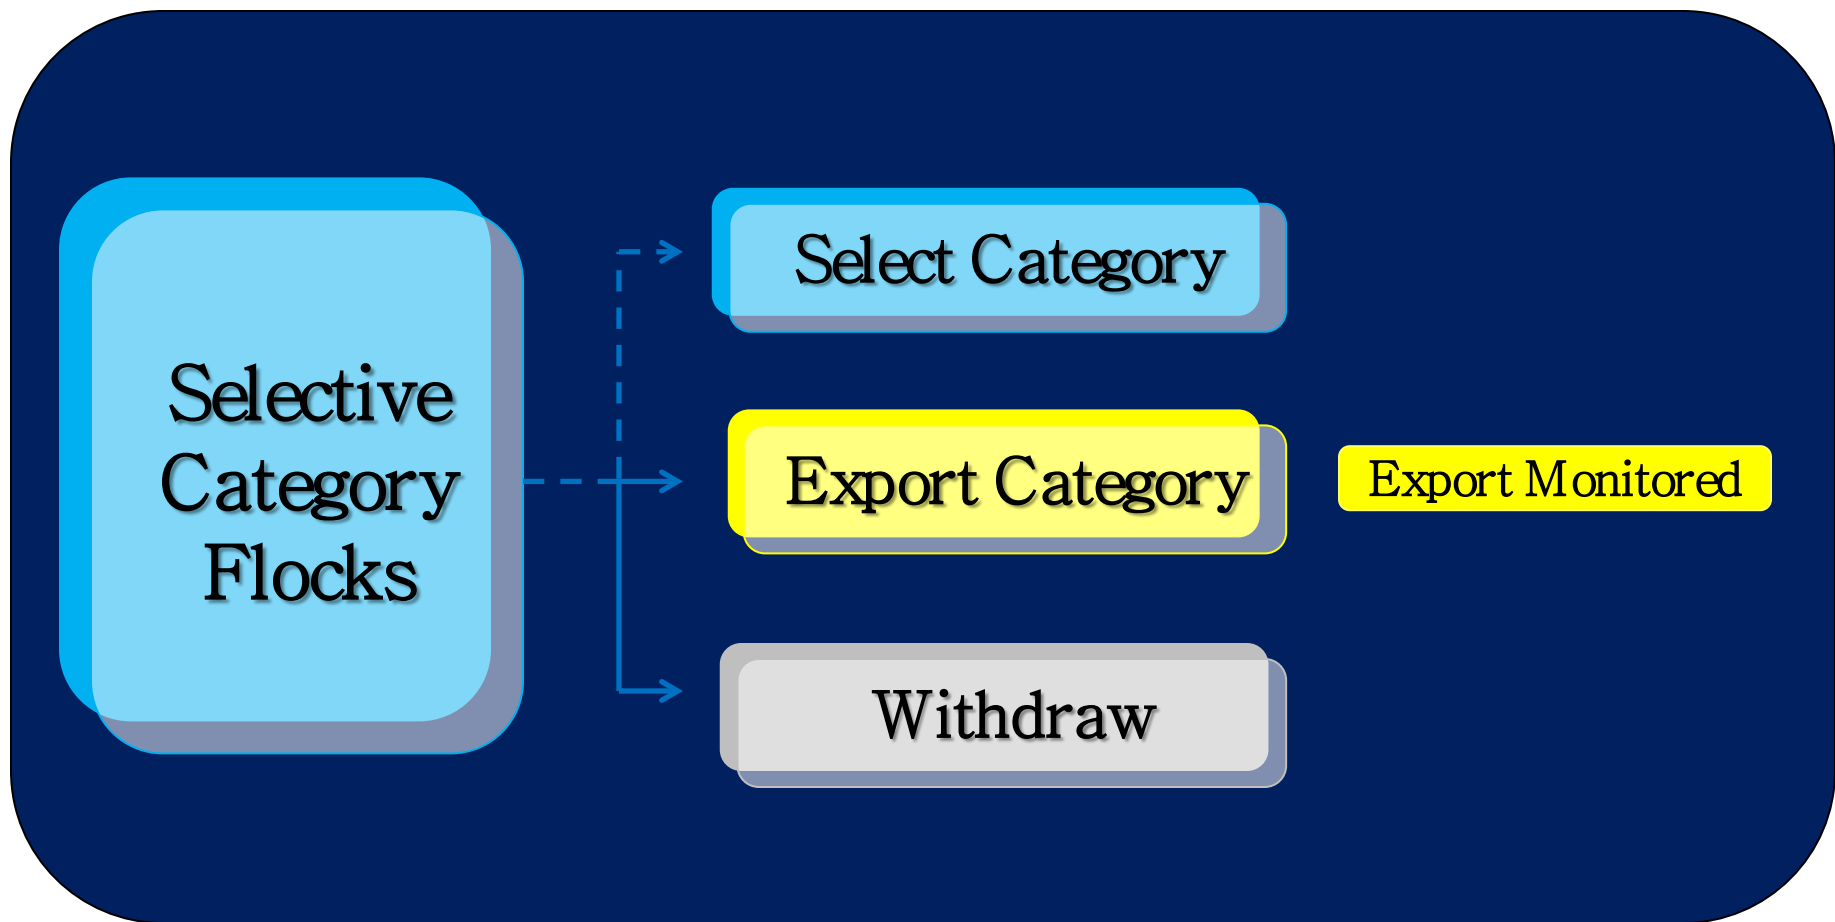 Selective
Category
Flocks
Select Category
Export Category
Export Monitored
Withdraw